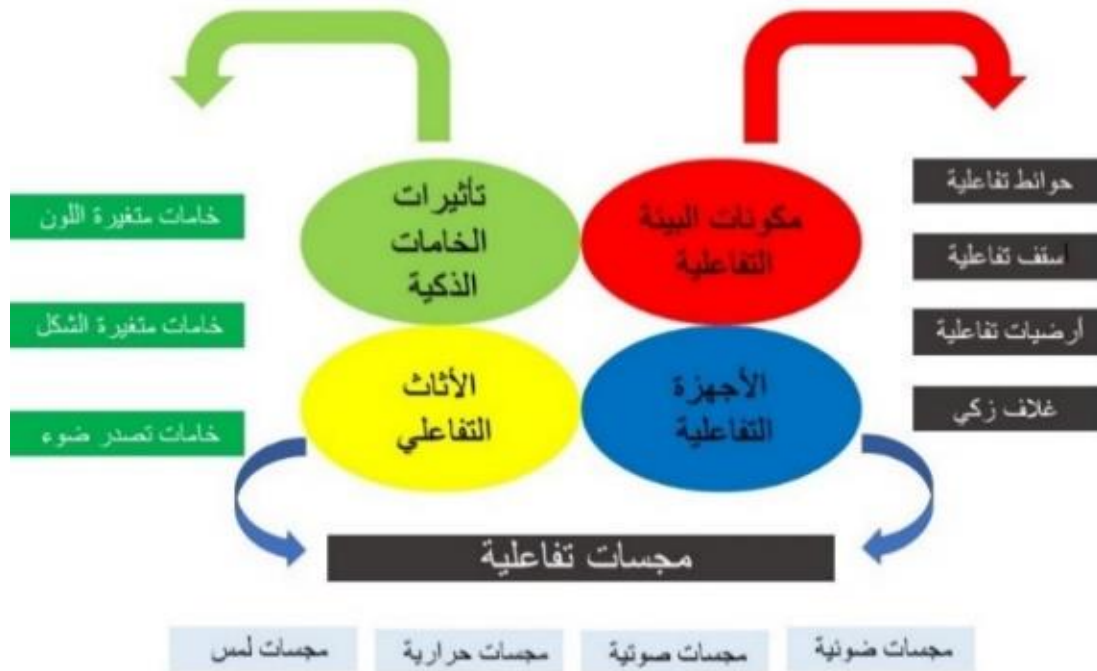 مكونات البيئة
التفاعلية
حوائط تفاعلية
أسقف تفاعلية
أرضيات تفاعلية
غلاف زكي
تأثيرات
الخامات
الذكية
خامات متغيرة اللون
خامات متغيرة الشكل
خامات تصدر ضوء
الأجهزة
التفاعلية
الأثاث
التفاعلي
مجسات تفاعلية
مجسات ضوئية
مجسات صوتية
مجسات حرارية
مجسات لمس